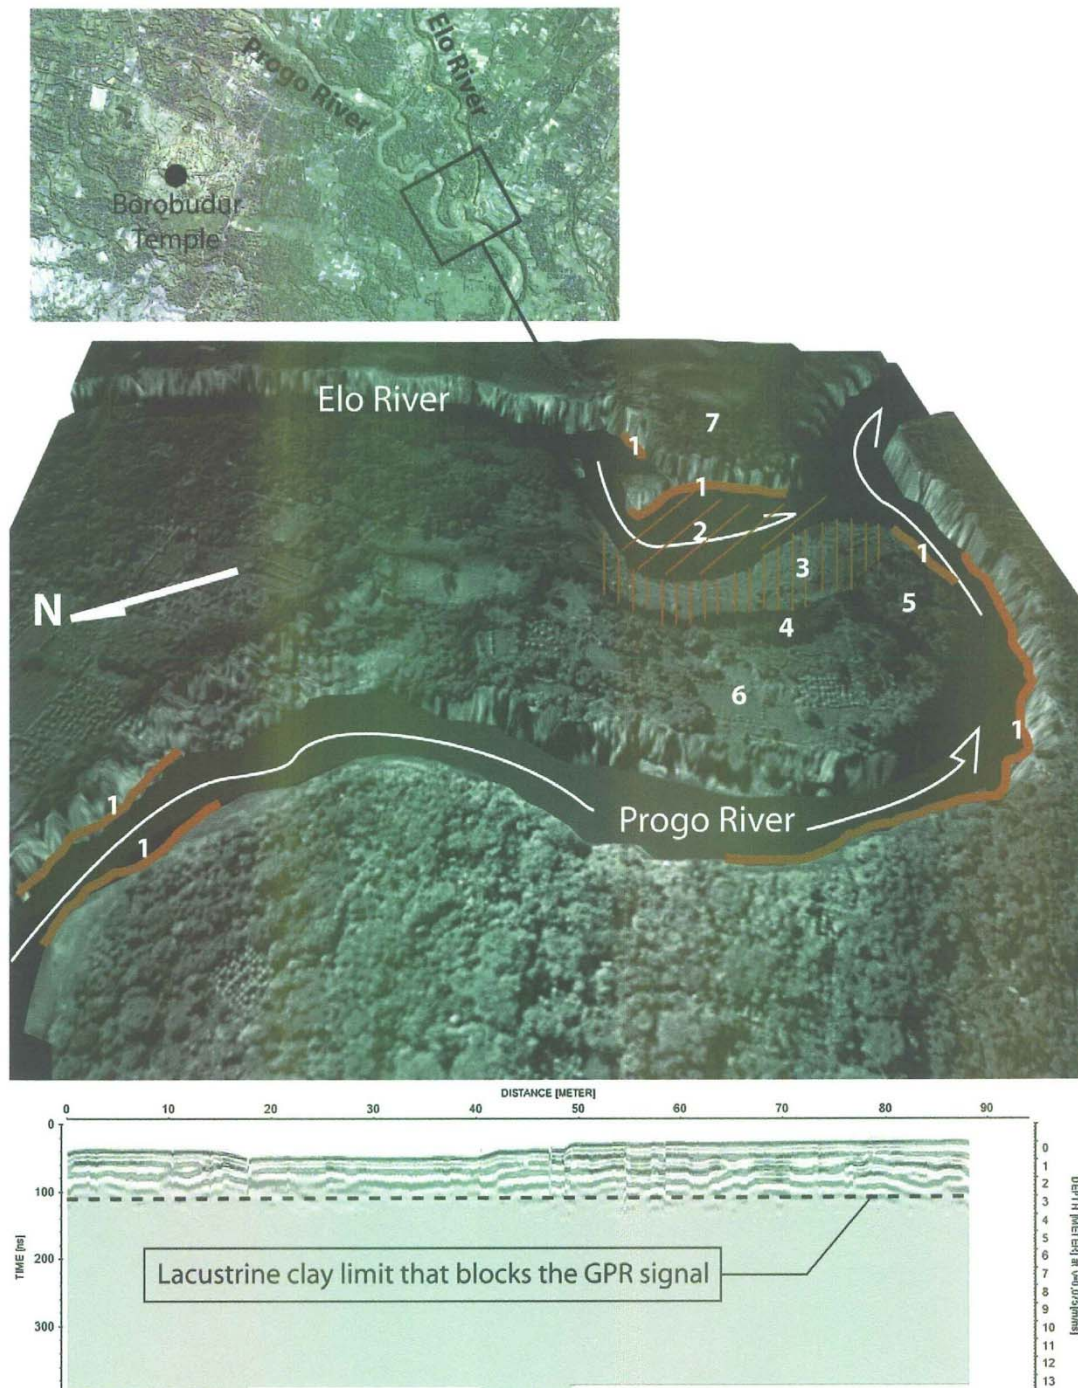 Progo River
Elo River
Borobudur
Temple
Elo River
7
1
1
2
3
1
5
4
N
6
1
1
Progo River
1
DISTANCE [METER]
0 10 20 30 40 50 60 70 80 90
0
100
200
300
TIME [ns]
0
1
2
3
4
5
6
7
8
9
10
11
12
13
Lacustrine clay limit that blocks the GPR signal